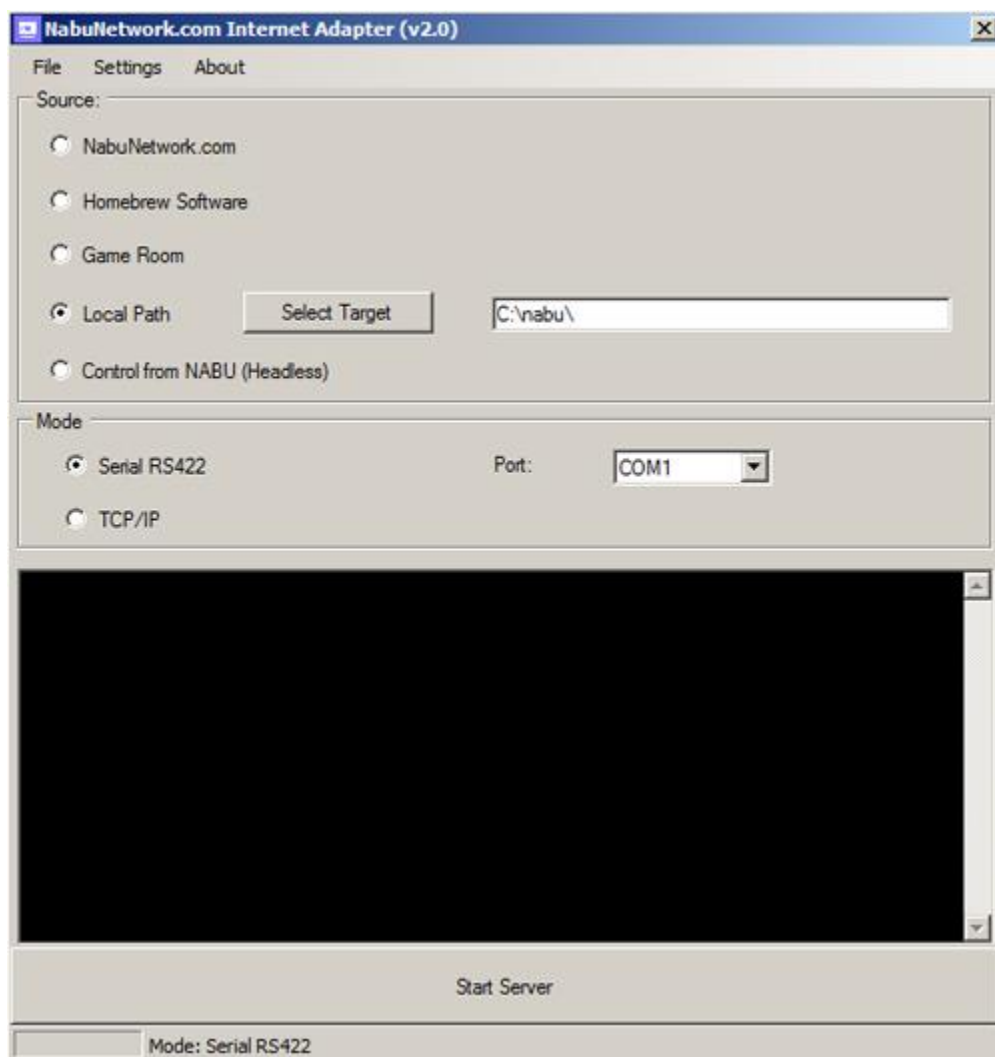 NabuNetwork.com Internet Adapter (v2.0)
File Settings About
Source:
NabuNetwork.com
Homebrew Software
Game Room
Local Path Select Target C:\nabu\
Control from NABU (Headless)
Mode
Serial RS422 Port: COM1
TCP/IP
Start Server
Mode: Serial RS422